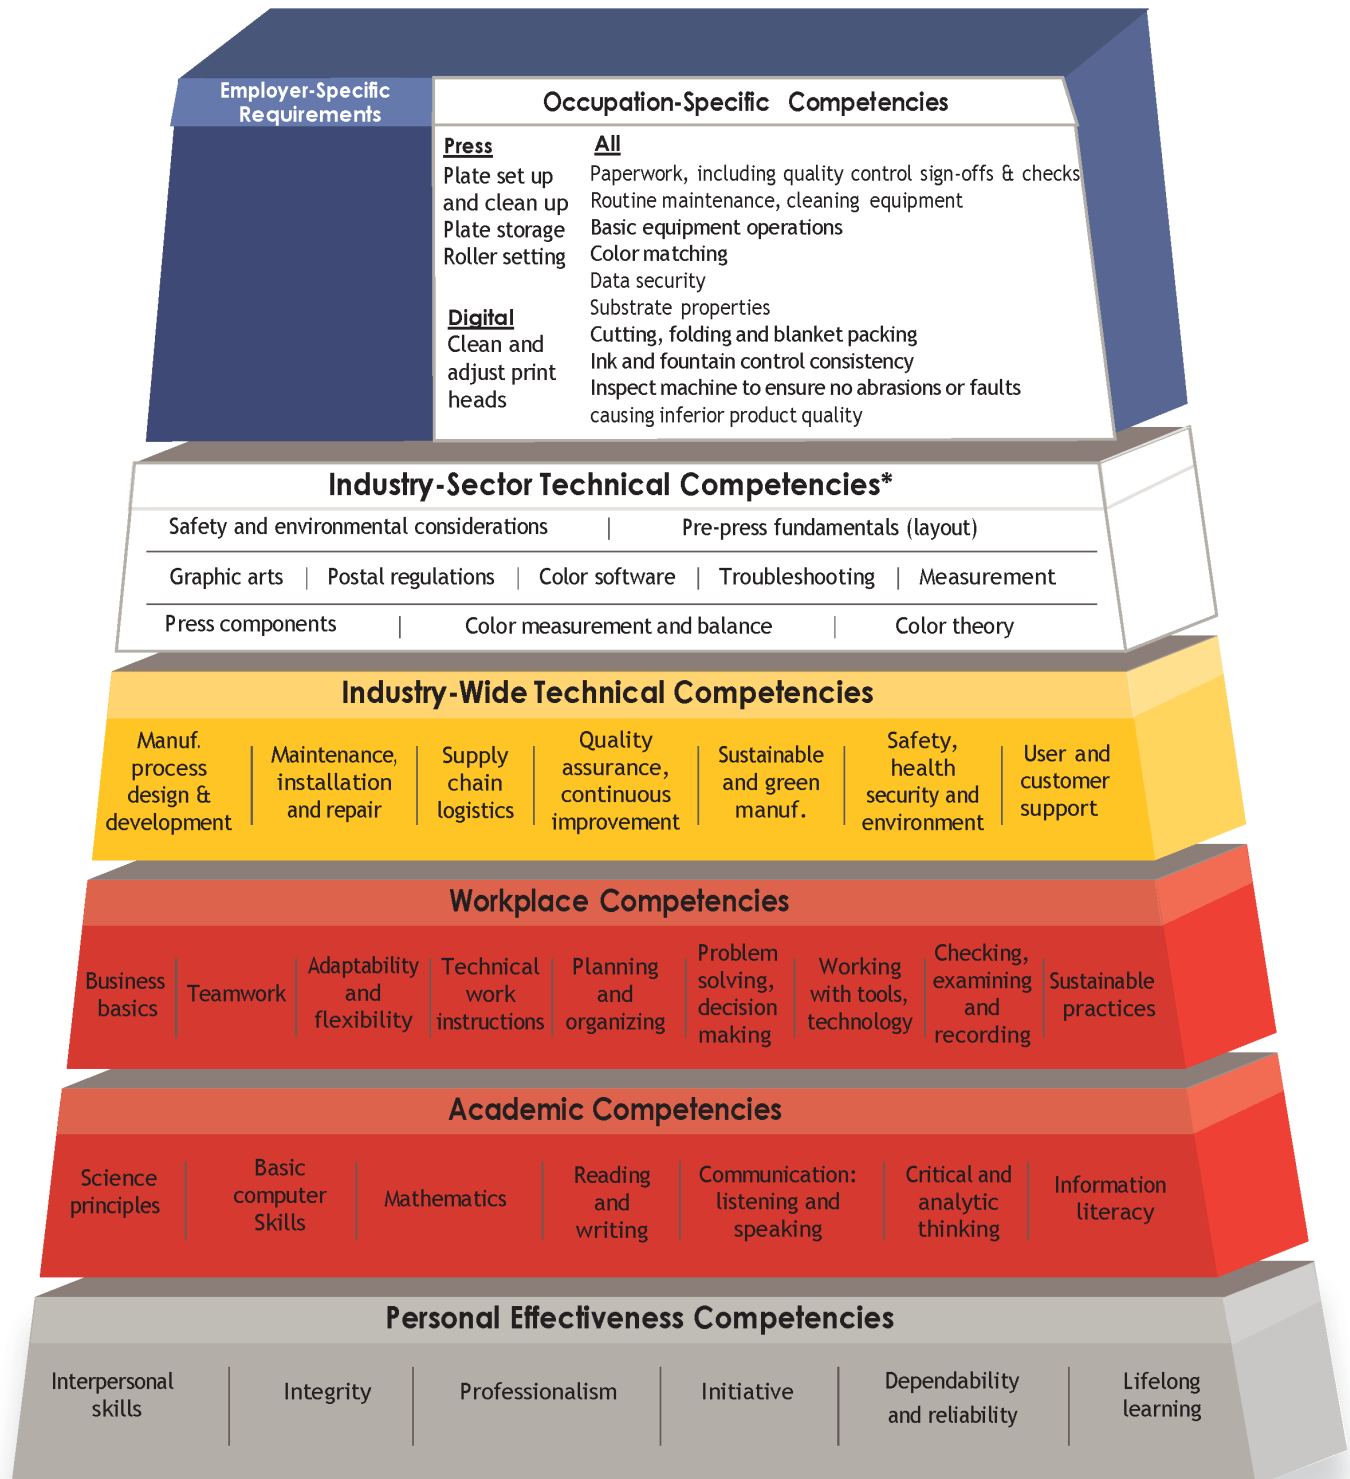 Employer-Specific
Requirements
Occupation-Specific Competencies
Press
Plate set up
and clean up
Plate storage
Roller setting
Digital
Clean and
adjust print
heads
All
Paperwork, including quality control sign-offs & checks
Routine maintenance, cleaning equipment
Basic equipment operations
Color matching
Data security
Substrate properties
Cutting, folding and blanket packing
Ink and fountain control consistency
Inspect machine to ensure no abrasions or faults
causing inferior product quality
Industry-Sector Technical Competencies*
Safety and environmental considerations | Pre-press fundamentals (layout)
Graphic arts | Postal regulations | Color software | Troubleshooting | Measurement
Press components | Color measurement and balance | Color theory
Industry-Wide Technical Competencies
Manuf.
process
design &
development
Maintenance,
installation
and repair
Supply
chain
logistics
Quality
assurance,
continuous
improvement
Sustainable
and green
manuf.
Safety,
health
security and
environment
User and
customer
support
Workplace Competencies
Business
basics
Teamwork
Adaptability
and
flexibility
Technical
work
instructions
Planning
and
organizing
Problem
solving,
decision
making
Working
with tools,
technology
Checking,
examining
and
recording
Sustainable
practices
Academic Competencies
Science
principles
Basic
computer
Skills
Mathematics
Reading
and
writing
Communication:
listening and
speaking
Critical and
analytic
thinking
Information
literacy
Personal Effectiveness Competencies
Interpersonal
skills
Integrity
Professionalism
Initiative
Dependability
and reliability
Lifelong
learning